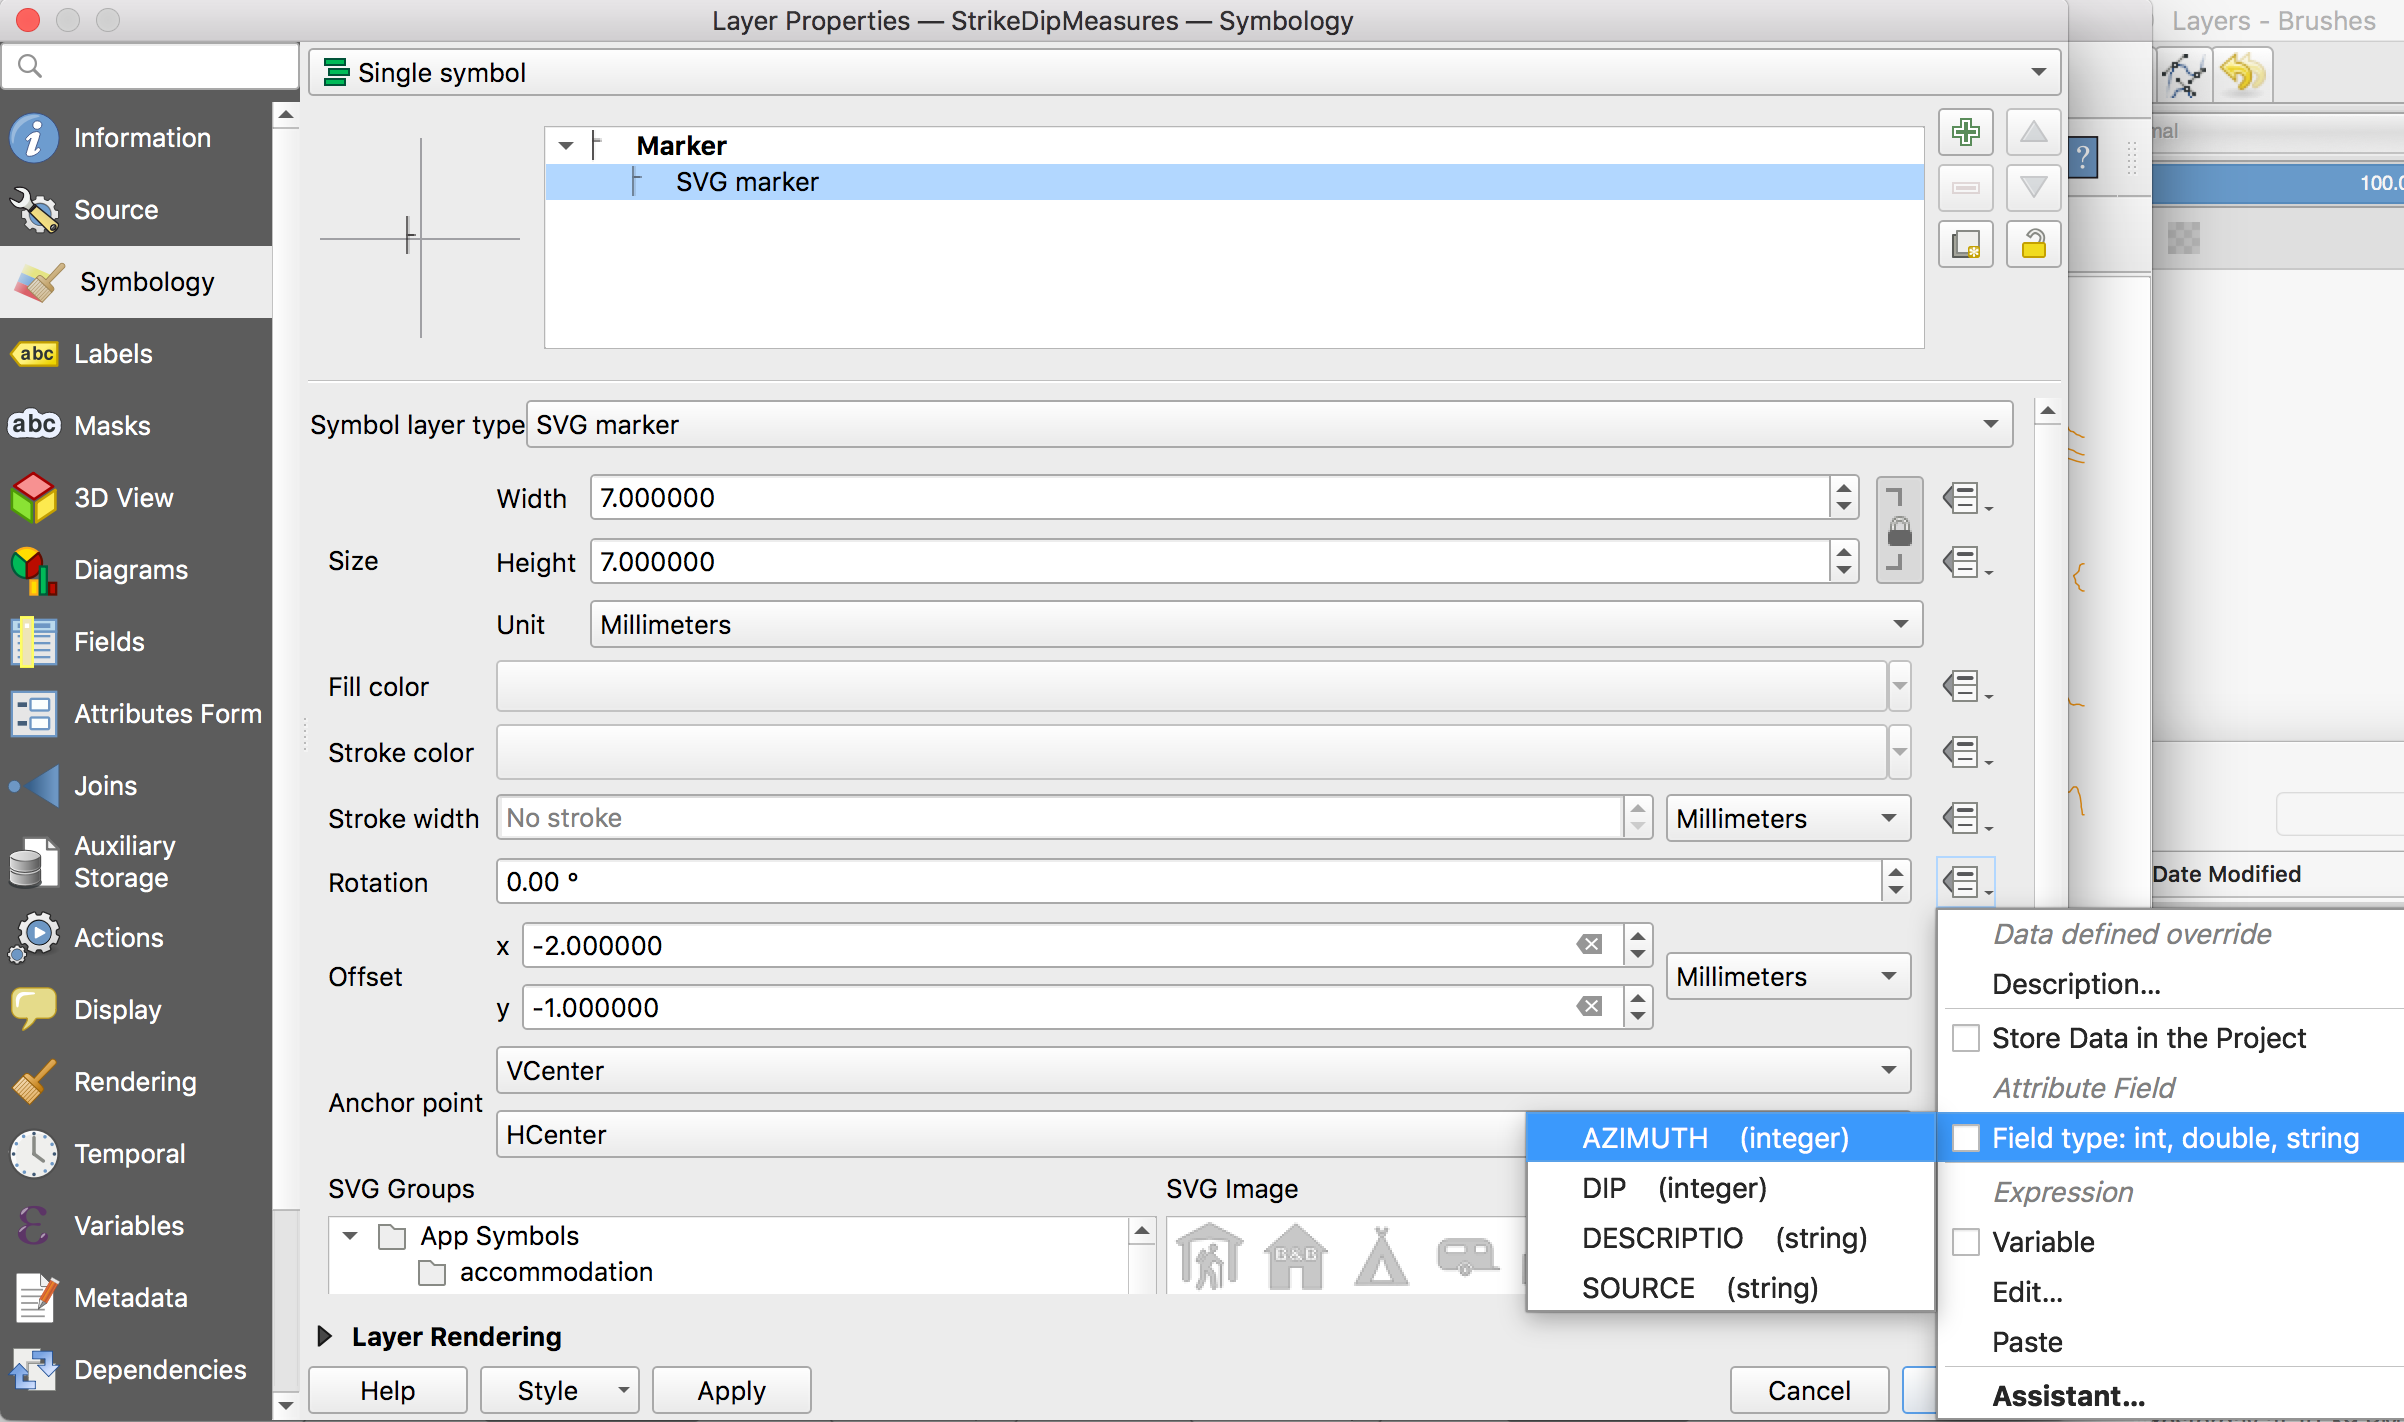 Layer Properties — StrikeDipMeasures — Symbology
Layers - Brushes
Single symbol
Information
Source
Symbology
Labels
Masks
3D View
Diagrams
Fields
Attributes Form
Joins
Auxiliary
Storage
Actions
Display
Rendering
Temporal
Variables
Metadata
Dependencies
abc
abc
Marker
SVG marker
?
100.0
Symbol layer type
SVG marker
Size
Width
7.000000
Height
7.000000
Unit
Millimeters
Fill color
Stroke color
Stroke width
No stroke
Millimeters
Rotation
0.00 °
Offset
x
-2.000000
y
-1.000000
Millimeters
Anchor point
VCenter
HCenter
SVG Groups
App Symbols
accommodation
SVG Image
B&B
Layer Rendering
Help
Style
Apply
Cancel
Date Modified
Data defined override
Description...
Store Data in the Project
Attribute Field
Field type: int, double, string
Expression
Variable
Edit...
Paste
Assistant...
AZIMUTH (integer)
DIP (integer)
DESCRIPTIO (string)
SOURCE (string)